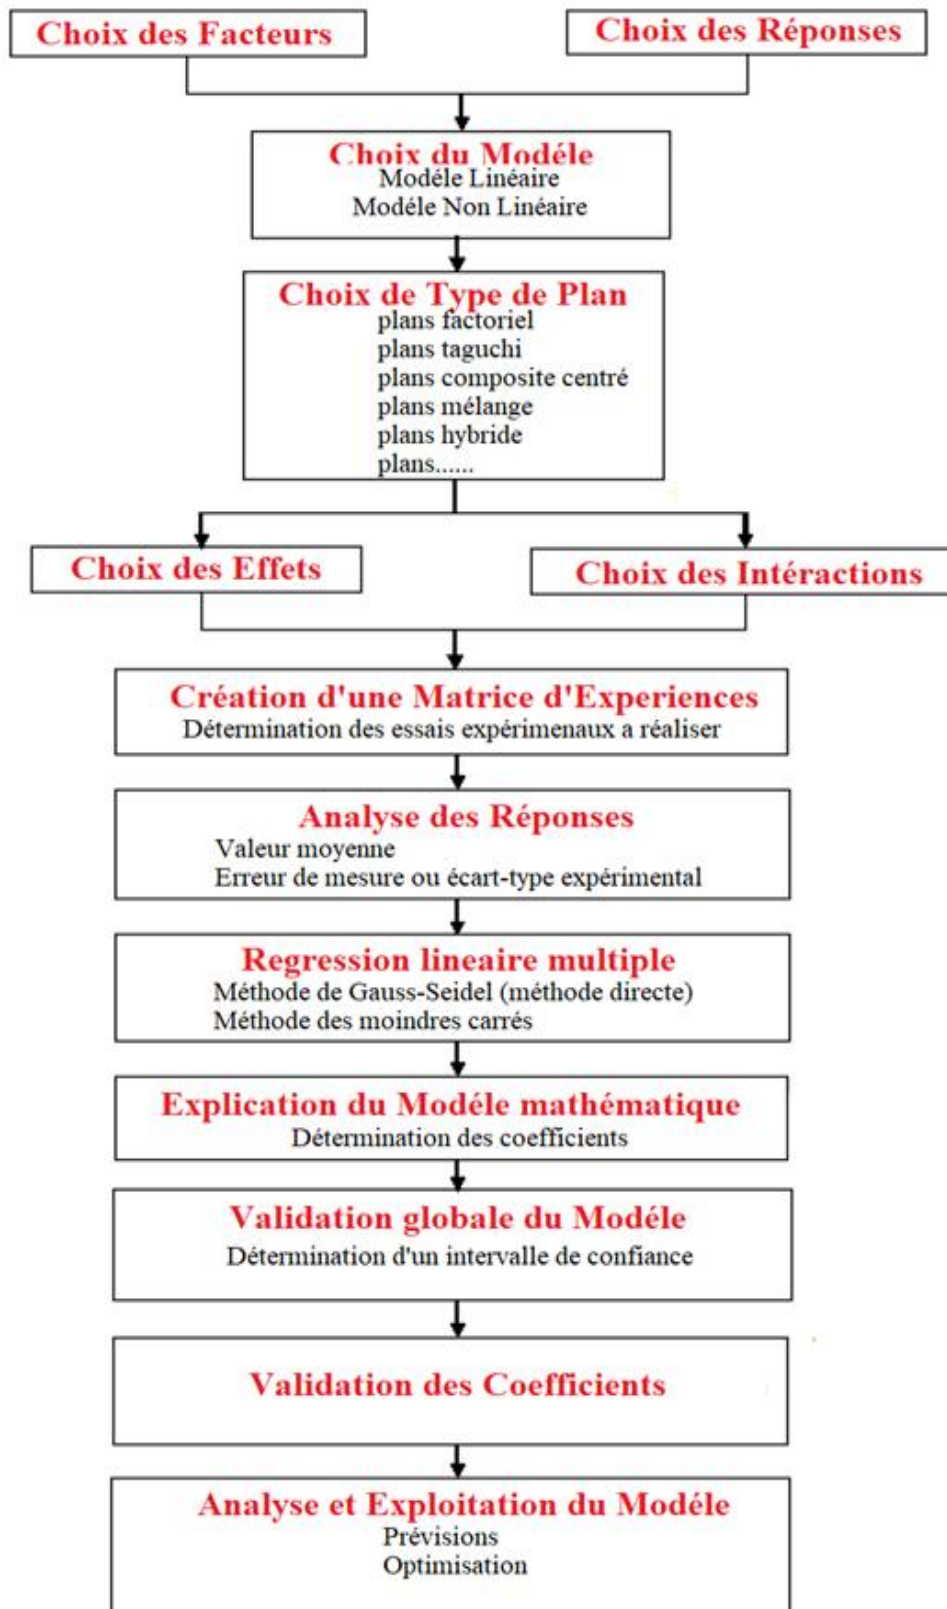 Choix des Facteurs
Choix des Réponses
Choix du Modéle
Modéle Linéaire
Modéle Non Linéaire
Choix de Type de Plan
plans factoriel
plans taguchi
plans composite centré
plans mélange
plans hybride
plans......
Choix des Effets
Choix des Intéractions
Création d'une Matrice d'Experiences
Détermination des essais expérimenaux a réaliser
Analyse des Réponses
Valeur moyenne
Erreur de mesure ou écart-type expérimental
Regression lineaire multiple
Méthode de Gauss-Seidel (méthode directe)
Méthode des moindres carrés
Explication du Modéle mathématique
Détermination des coefficients
Validation globale du Modéle
Détermination d'un intervalle de confiance
Validation des Coefficients
Analyse et Exploitation du Modéle
Prévisions
Optimisation